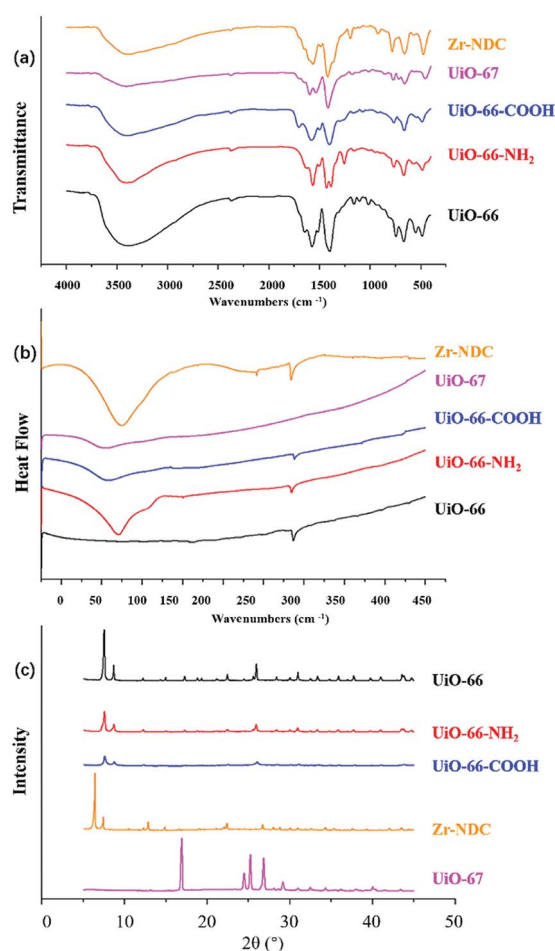 (a)
Transmittance
Zr-NDC
UiO-67
UiO-66-COOH
UiO-66-NH₂
UiO-66
4000 3500 3000 2500 2000 1500 1000 500
Wavenumbers (cm ⁻¹)
(b)
Heat Flow
Zr-NDC
UiO-67
UiO-66-COOH
UiO-66-NH₂
UiO-66
0 50 100 150 200 250 300 350 400 450
Wavenumbers (cm ⁻¹)
(c)
Intensity
UiO-66
UiO-66-NH₂
UiO-66-COOH
Zr-NDC
UiO-67
0 10 20 30 40 50
2θ (°)